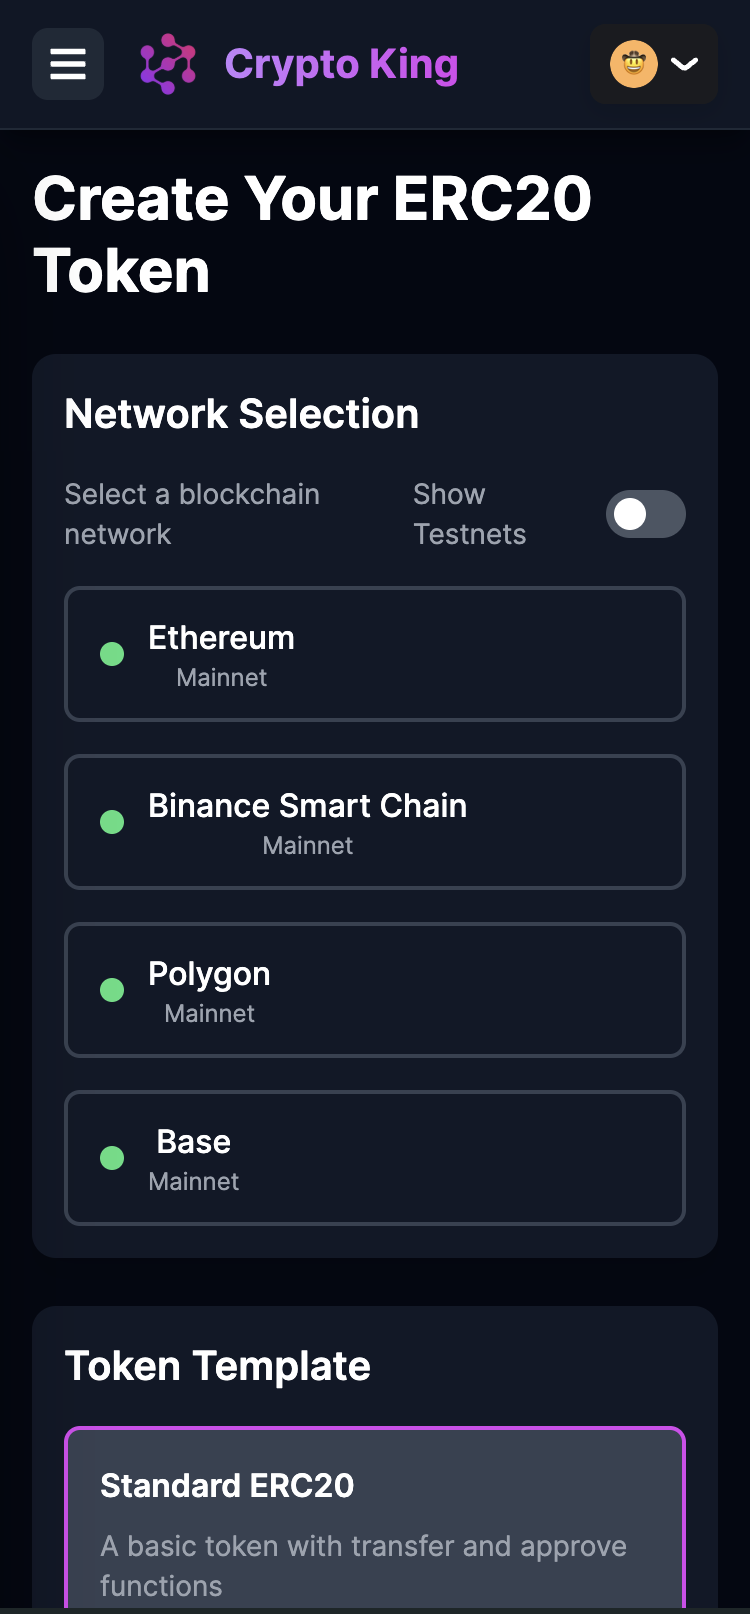 Crypto King
Create Your ERC20
Token
Network Selection
Select a blockchain
network
Show
Testnets
Ethereum
Mainnet
Binance Smart Chain
Mainnet
Polygon
Mainnet
Base
Mainnet
Token Template
Standard ERC20
A basic token with transfer and approve
functions